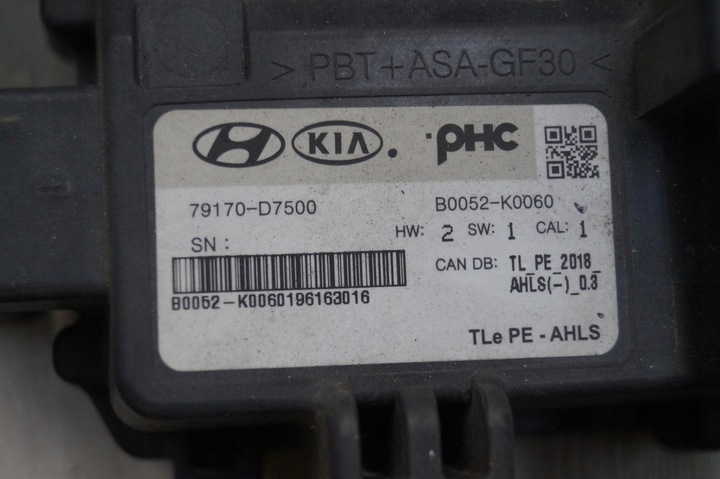 > PBT+ASA-GF30 <
KIA. PHC
79170-D7500 B0052-K0060
HW: 2 SW: 1 CAL: 1
SN :
CAN DB: TL_PE_2018_
AHLS(-)_0.3
B0052-K0060196163016
TLe PE - AHLS